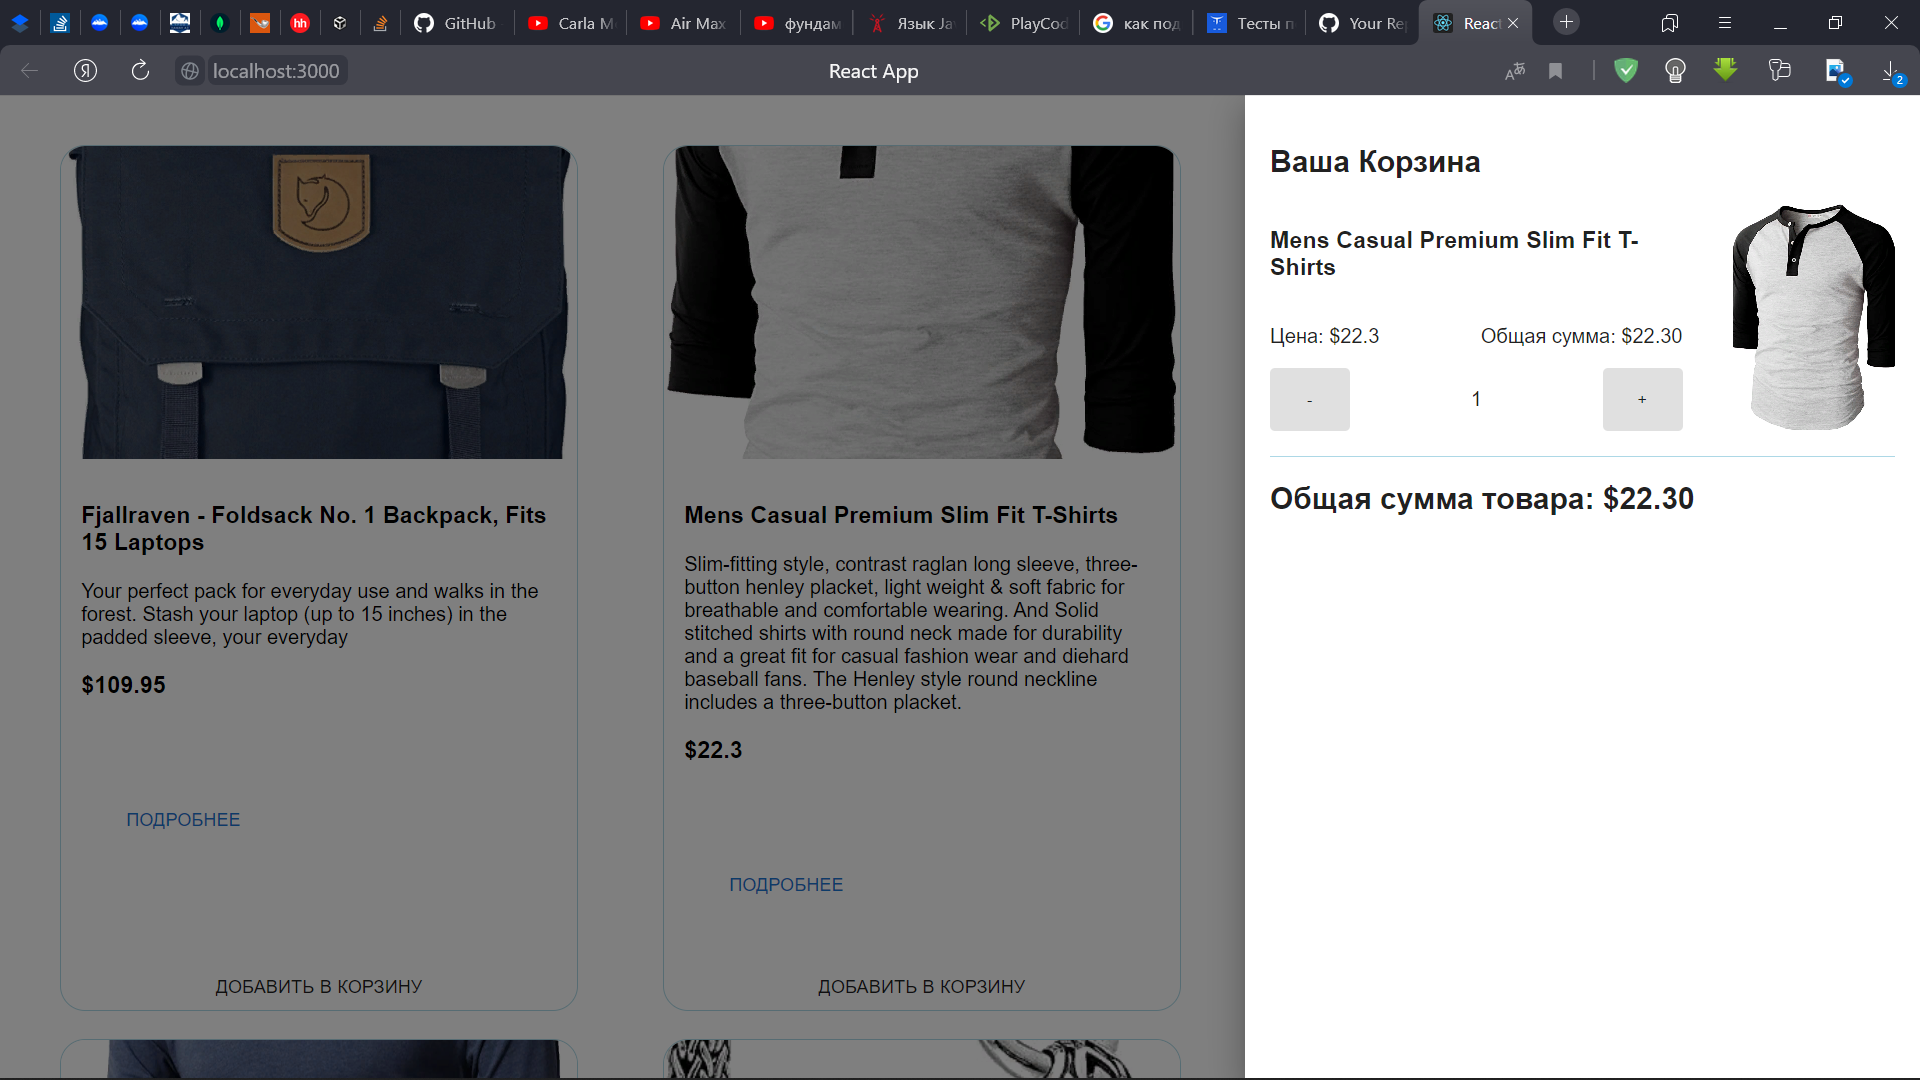 hh
GitHub
Carla M
Air Max
фундам
Язык Ja
PlayCod
как под
Тесты п
Your Rep
React
Я
localhost:3000
React App
2
Ваша Корзина
Mens Casual Premium Slim Fit T-
Shirts
Цена: $22.3
Общая сумма: $22.30
-
1
+
Общая сумма товара: $22.30
Fjallraven - Foldsack No. 1 Backpack, Fits
15 Laptops
Your perfect pack for everyday use and walks in the
forest. Stash your laptop (up to 15 inches) in the
padded sleeve, your everyday
$109.95
ПОДРОБНЕЕ
ДОБАВИТЬ В КОРЗИНУ
Mens Casual Premium Slim Fit T-Shirts
Slim-fitting style, contrast raglan long sleeve, three-
button henley placket, light weight & soft fabric for
breathable and comfortable wearing. And Solid
stitched shirts with round neck made for durability
and a great fit for casual fashion wear and diehard
baseball fans. The Henley style round neckline
includes a three-button placket.
$22.3
ПОДРОБНЕЕ
ДОБАВИТЬ В КОРЗИНУ